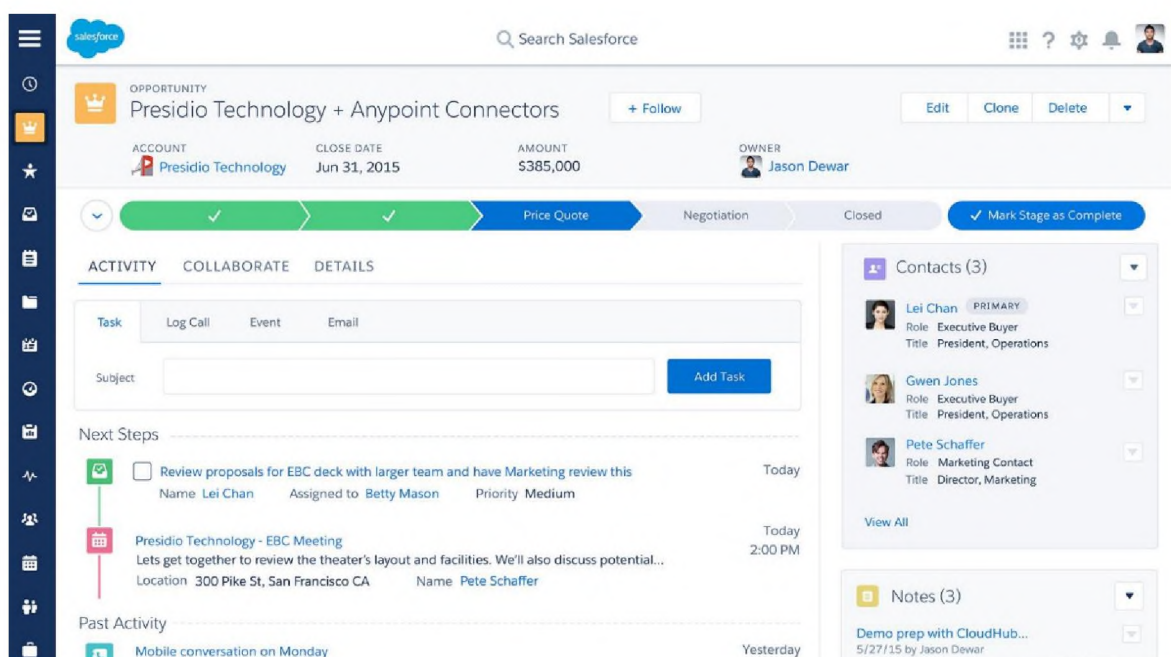 salesforce
Search Salesforce
?
OPPORTUNITY
Presidio Technology + Anypoint Connectors
+ Follow
Edit
Clone
Delete
ACCOUNT
CLOSE DATE
AMOUNT
OWNER
Presidio Technology
Jun 31, 2015
$385,000
Jason Dewar
Price Quote
Negotiation
Closed
Mark Stage as Complete
ACTIVITY
COLLABORATE
DETAILS
Task
Log Call
Event
Email
Subject
Add Task
Next Steps
Review proposals for EBC deck with larger team and have Marketing review this
Today
Name Lei Chan
Assigned to Betty Mason
Priority Medium
Presidio Technology - EBC Meeting
Today
2:00 PM
Lets get together to review the theater's layout and facilities. We'll also discuss potential...
Location 300 Pike St, San Francisco CA
Name Pete Schaffer
Past Activity
Mobile conversation on Monday
Yesterday
Contacts (3)
Lei Chan PRIMARY
Role Executive Buyer
Title President, Operations
Gwen Jones
Role Executive Buyer
Title President, Operations
Pete Schaffer
Role Marketing Contact
Title Director, Marketing
View All
Notes (3)
Demo prep with CloudHub...
5/27/15 by Jason Dewar